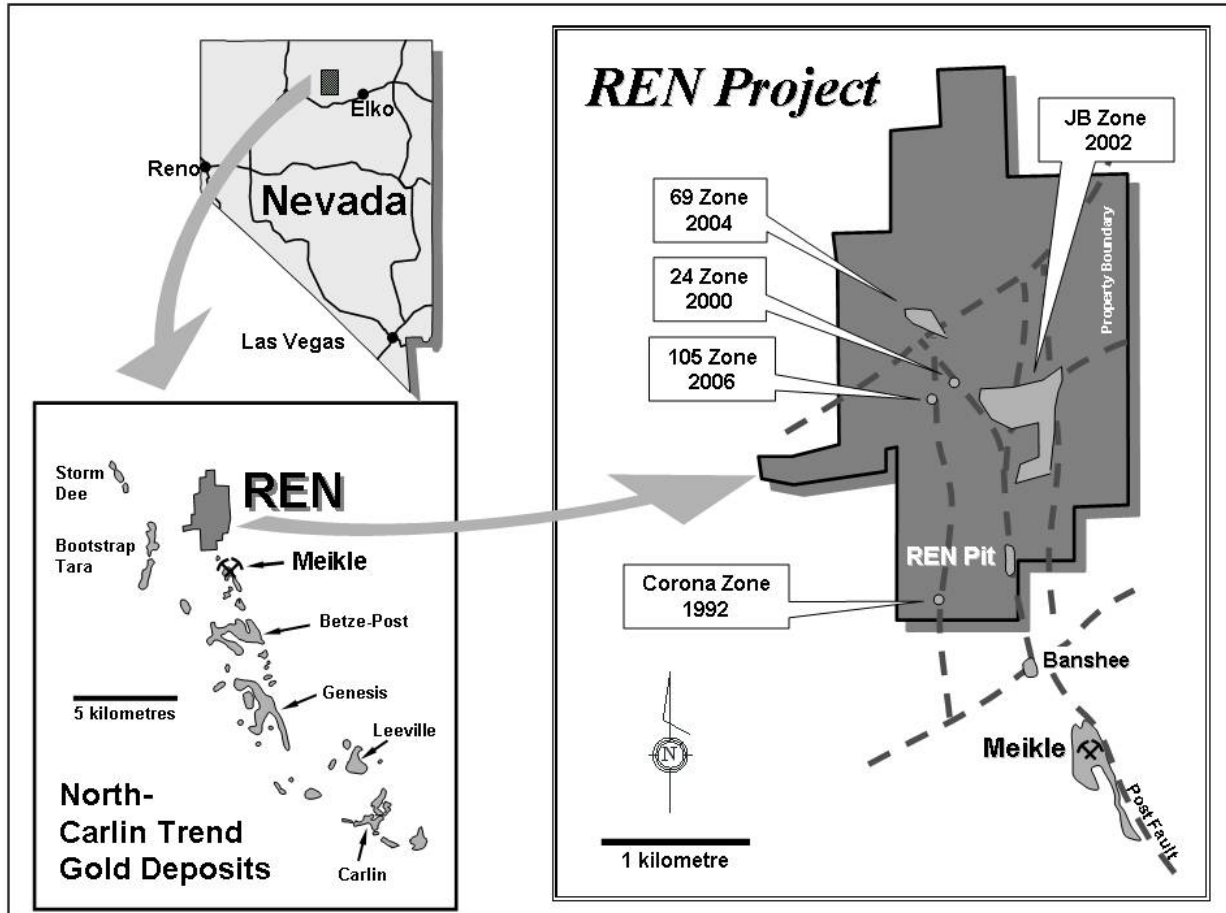 Elko
Reno
Nevada
Las Vegas
Storm
Dee
REN
Bootstrap
Tara
Meikle
Betze-Post
5 kilometres
Genesis
Leeville
North-
Carlin Trend
Gold Deposits
Carlin
REN Project
JB Zone
2002
69 Zone
2004
24 Zone
2000
105 Zone
2006
Property Boundary
REN Pit
Corona Zone
1992
Banshee
Meikle
N
Post Fault
1 kilometre